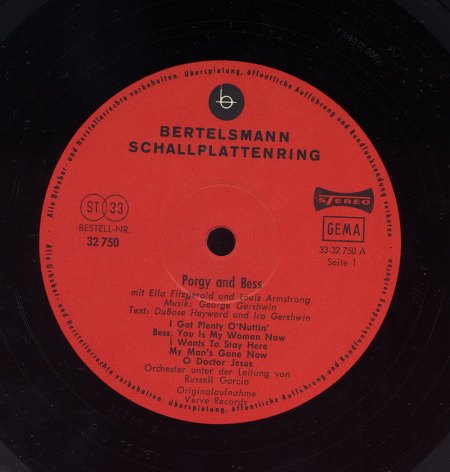 Alle Urheber- und Herstellerrechte vorbehalten. Überspielung, öffentliche Aufführung und Rundfunksendung verboten
b
BERTELSMANN
SCHALLPLATTENRING
ST 33
BESTELL-NR.
32 750
STEREO
GEMA
33-32 750 A
Seite 1
Porgy and Bess
mit Ella Fitzgerald und Louis Armstrong
Musik: George Gershwin
Text: DuBose Heyward und Ira Gershwin
I Got Plenty O'Nuttin'
Bess, You Is My Woman Now
I Wants To Stay Here
My Man's Gone Now
O Doctor Jesus
Orchester unter der Leitung von
Russell Garcia
Originalaufnahme
Verve Records
Alle Urheber- und Herstellerrechte vorbehalten. Überspielung, öffentliche Aufführung und Rundfunksendung verboten